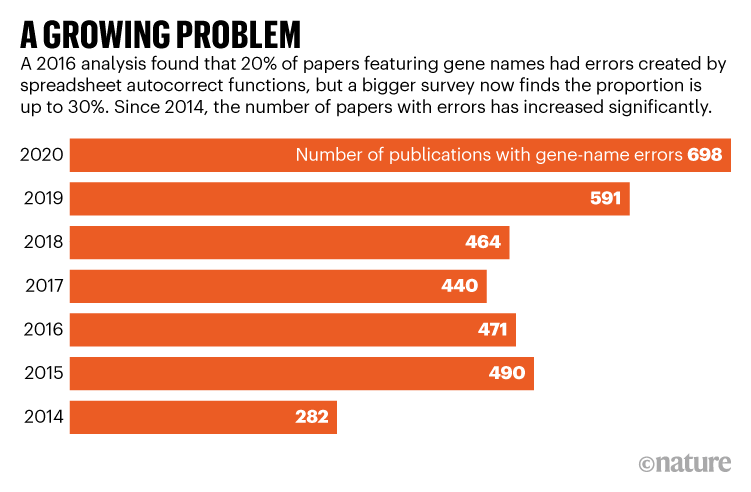 A GROWING PROBLEM
A 2016 analysis found that 20% of papers featuring gene names had errors created by
spreadsheet autocorrect functions, but a bigger survey now finds the proportion is
up to 30%. Since 2014, the number of papers with errors has increased significantly.
2020 Number of publications with gene-name errors 698
2019 591
2018 464
2017 440
2016 471
2015 490
2014 282
©nature